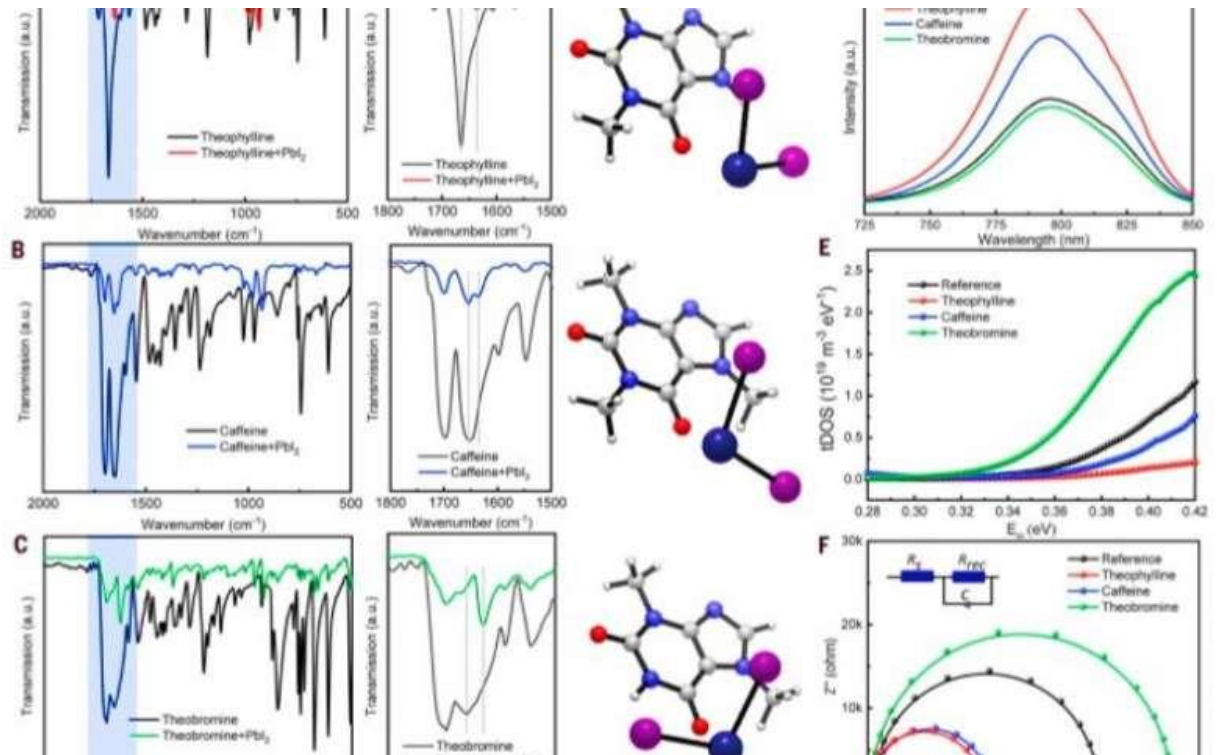 Transmission (a.u.)
Theophylline
Theophylline+PbI₂
2000 1500 1000 500
Wavenumber (cm⁻¹)
Transmission (a.u.)
Theophylline
Theophylline+PbI₂
1800 1700 1600 1500
Wavenumber (cm⁻¹)
Intensity (a.u.)
Theophylline
Caffeine
Theobromine
725 750 775 800 825 850
Wavelength (nm)
B
Transmission (a.u.)
Caffeine
Caffeine+PbI₂
2000 1500 1000 500
Wavenumber (cm⁻¹)
Transmission (a.u.)
Caffeine
Caffeine+PbI₂
1800 1700 1600 1500
Wavenumber (cm⁻¹)
E
tDOS (10¹⁹ m⁻³ eV⁻¹)
2.5
2.0
1.5
1.0
0.5
0.0
Reference
Theophylline
Caffeine
Theobromine
0.28 0.30 0.32 0.34 0.36 0.38 0.40 0.42
(eV)
C
Transmission (a.u.)
Theobromine
Theobromine+PbI₂
Transmission (a.u.)
Theobromine
F
Z'' (ohm)
30k
20k
10k
Rs Rrec
C
Reference
Theophylline
Caffeine
Theobromine